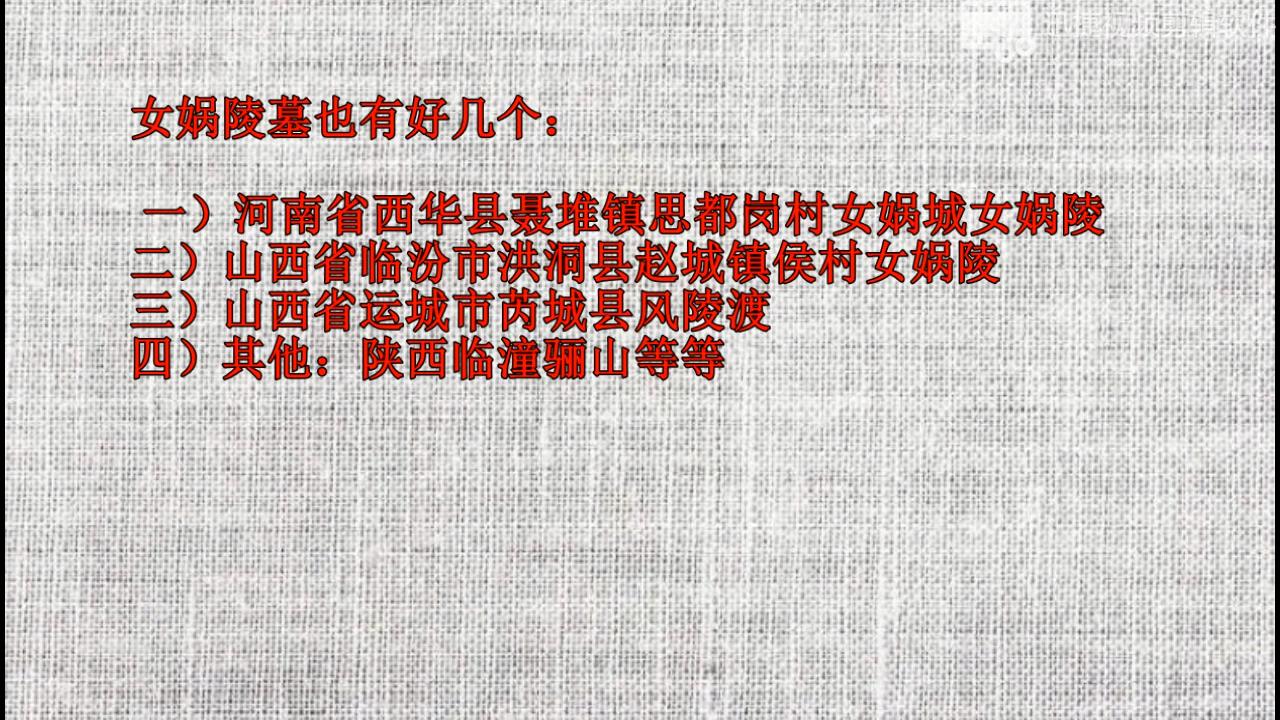 女娲陵墓也有好几个：
一）河南省西华县聂堆镇思都岗村女娲城女娲陵
二）山西省临汾市洪洞县赵城镇侯村女娲陵
三）山西省运城市芮城县风陵渡
四）其他：陕西临潼骊山等等